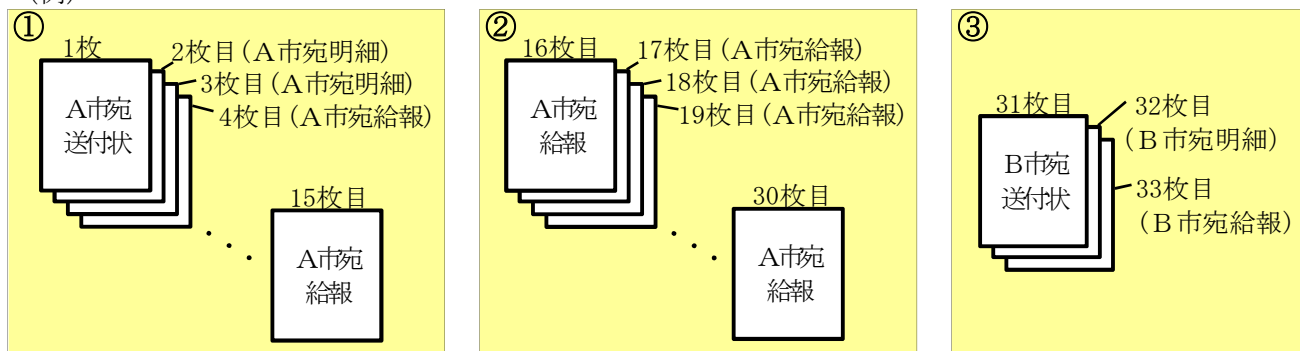 (例)
①
1枚
2枚目(A市宛明細)
3枚目(A市宛明細)
4枚目(A市宛給報)
A市宛
送付状
15枚目
A市宛
給報
②
16枚目
17枚目(A市宛給報)
18枚目(A市宛給報)
19枚目(A市宛給報)
A市宛
給報
30枚目
A市宛
給報
③
31枚目
32枚目
(B市宛明細)
B市宛
送付状
33枚目
(B市宛給報)